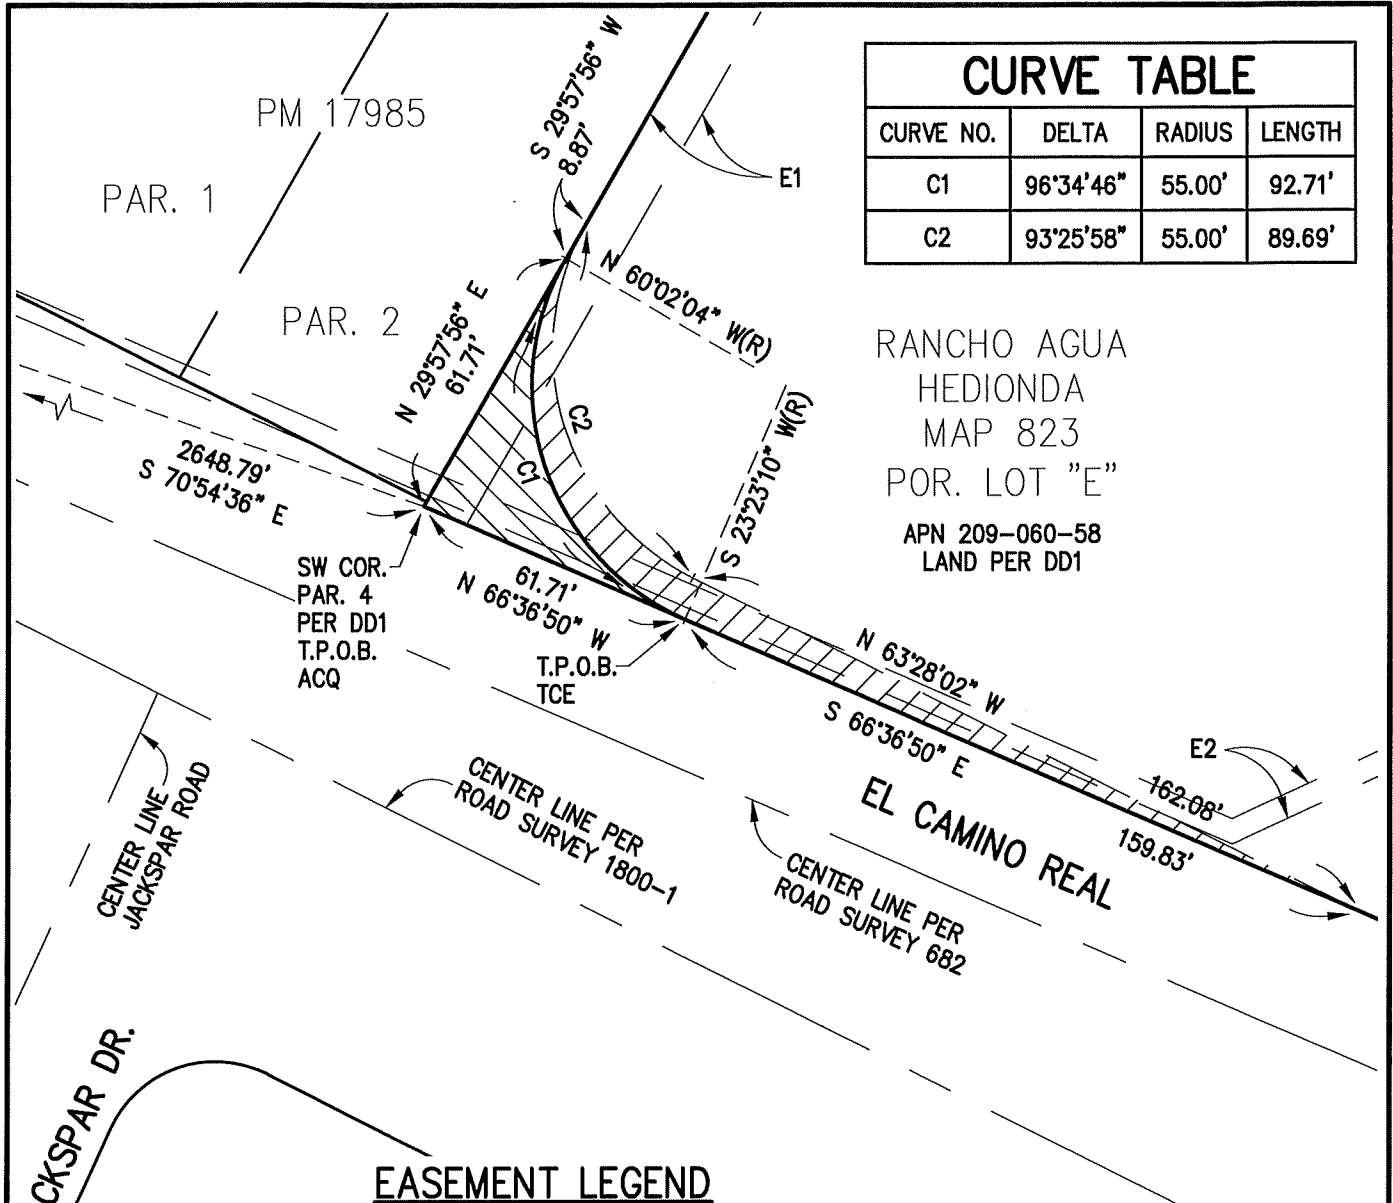 CURVE TABLE
CURVE NO. DELTA RADIUS LENGTH
C1 96°34'46" 55.00' 92.71'
C2 93°25'58" 55.00' 89.69'
PM 17985
PAR. 1
PAR. 2
S 29°57'56" W
8.87'
E1
N 60°02'04" W(R)
N 29°57'56" E
61.71'
C2
C1
S 23°23'10" W(R)
RANCHO AGUA
HEDIONDA
MAP 823
POR. LOT "E"
APN 209-060-58
LAND PER DD1
2648.79'
S 70°54'36" E
SW COR.
PAR. 4
PER DD1
T.P.O.B.
ACQ
61.71'
N 66°36'50" W
T.P.O.B.
TCE
N 63°28'02" W
S 66°36'50" E
E2
162.08'
159.83'
EL CAMINO REAL
CENTER LINE
JACKSPAR ROAD
CENTER LINE PER
ROAD SURVEY 1800-1
CENTER LINE PER
ROAD SURVEY 682
CKSPAR DR.
EASEMENT LEGEND